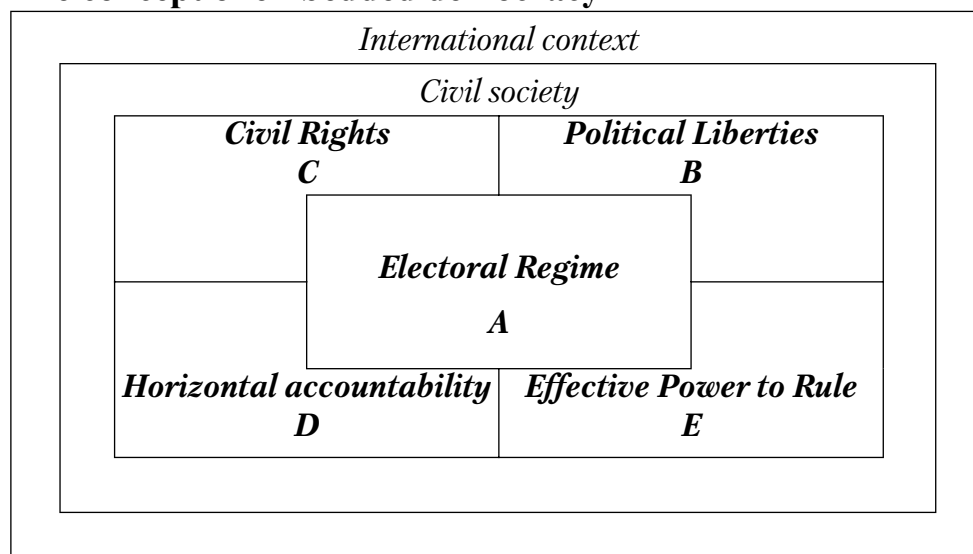 International context
Civil society
Civil Rights
C
Political Liberties
B
Electoral Regime
A
Horizontal accountability
D
Effective Power to Rule
E